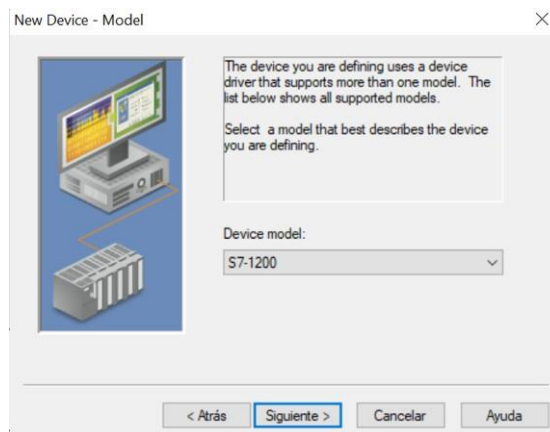 New Device - Model
The device you are defining uses a device
driver that supports more than one model.  The
list below shows all supported models.
Select  a model that best describes the device
you are defining.
Device model:
S7-1200
< Atrás
Siguiente >
Cancelar
Ayuda